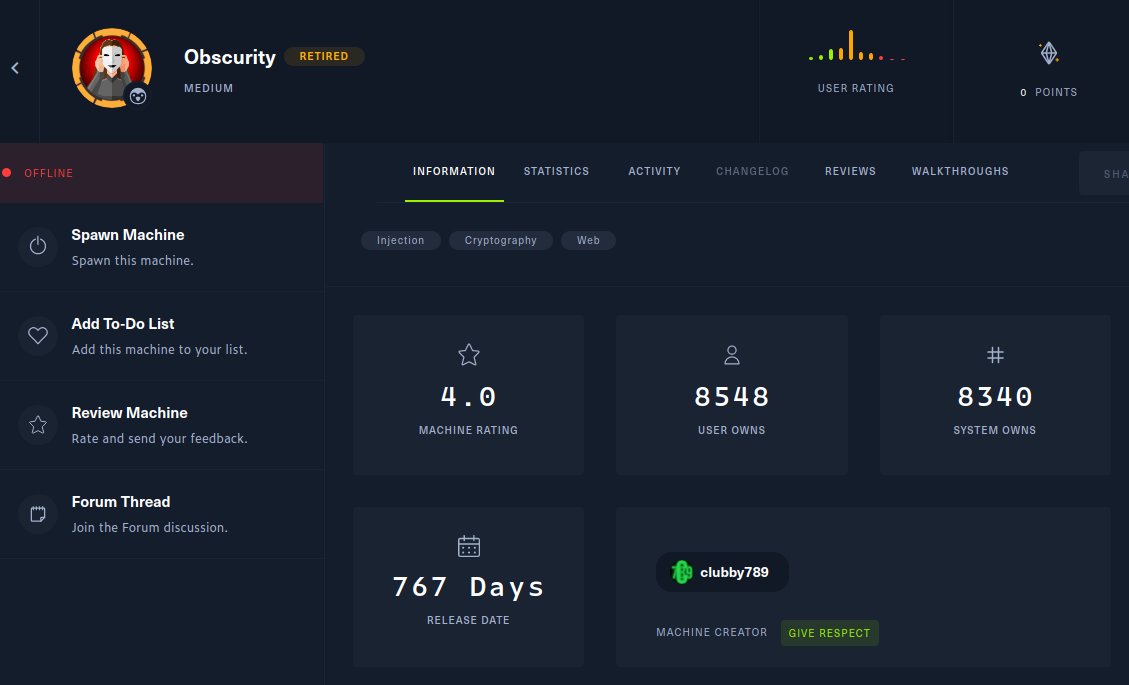 Obscurity RETIRED
MEDIUM
USER RATING
0 POINTS
OFFLINE
INFORMATION STATISTICS ACTIVITY CHANGELOG REVIEWS WALKTHROUGHS SHA
Spawn Machine
Spawn this machine.
Injection Cryptography Web
Add To-Do List
Add this machine to your list.
Review Machine
Rate and send your feedback.
Forum Thread
Join the Forum discussion.
4.0
MACHINE RATING
8548
USER OWNS
8340
SYSTEM OWNS
767 Days
RELEASE DATE
clubby789
MACHINE CREATOR GIVE RESPECT